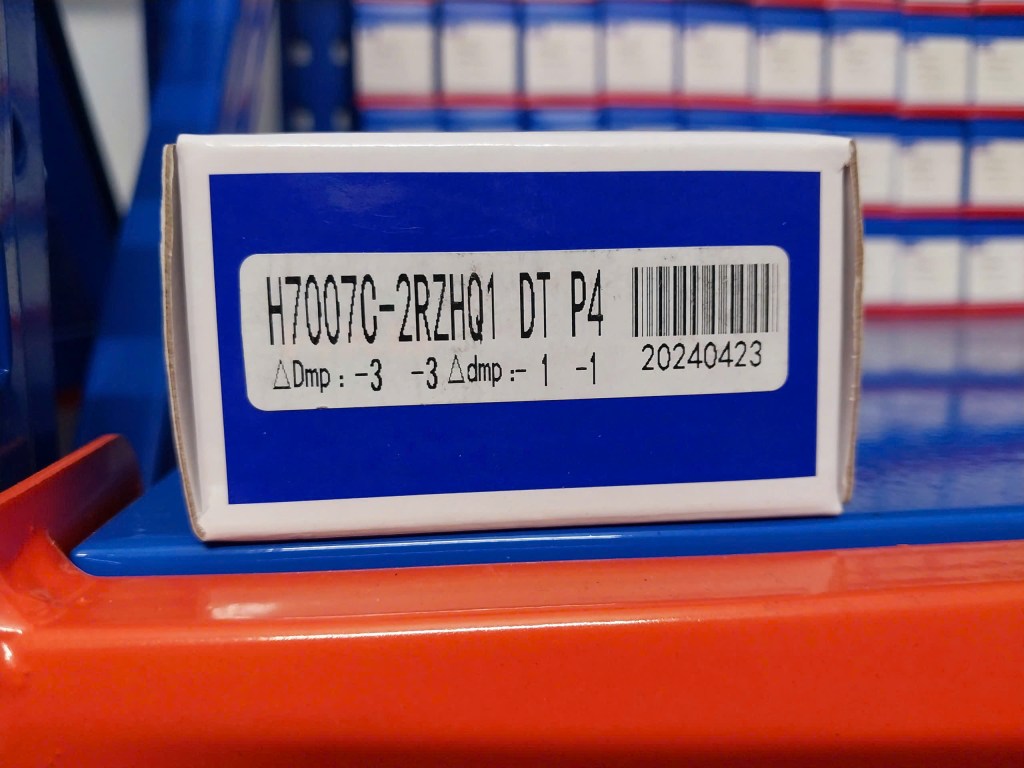 H7007C-2RZHQ1 DT P4
△Dmp : -3 -3 △dmp :- 1 -1
20240423